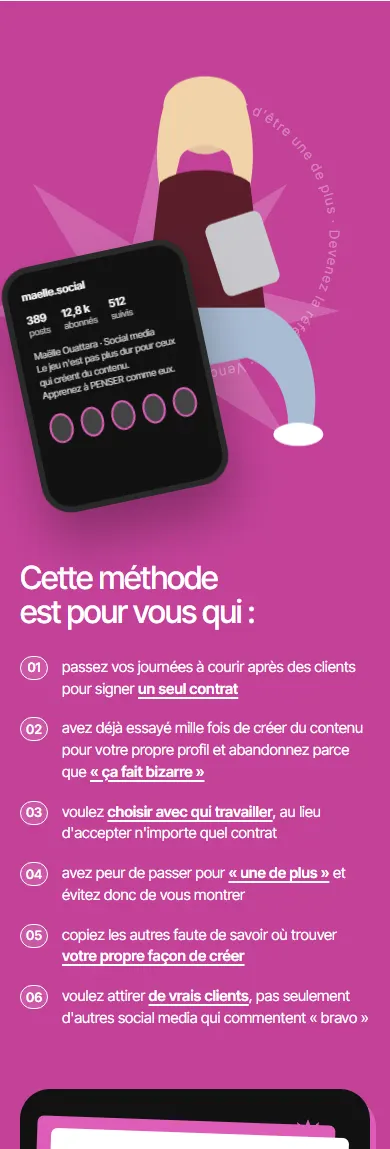 d'être une de plus · Devenez la
maelle.social
389 12,8 k 512
posts abonnés suivis
Maëlle Ouattara · Social media
Le jeu n'est pas plus dur pour ceux
qui créent du contenu.
Apprenez à PENSER comme eux.
Cette méthode
est pour vous qui :
01 passez vos journées à courir après des clients
pour signer un seul contrat
02 avez déjà essayé mille fois de créer du contenu
pour votre propre profil et abandonnez parce
que « ça fait bizarre »
03 voulez choisir avec qui travailler, au lieu
d'accepter n'importe quel contrat
04 avez peur de passer pour « une de plus » et
évitez donc de vous montrer
05 copiez les autres faute de savoir où trouver
votre propre façon de créer
06 voulez attirer de vrais clients, pas seulement
d'autres social media qui commentent « bravo »